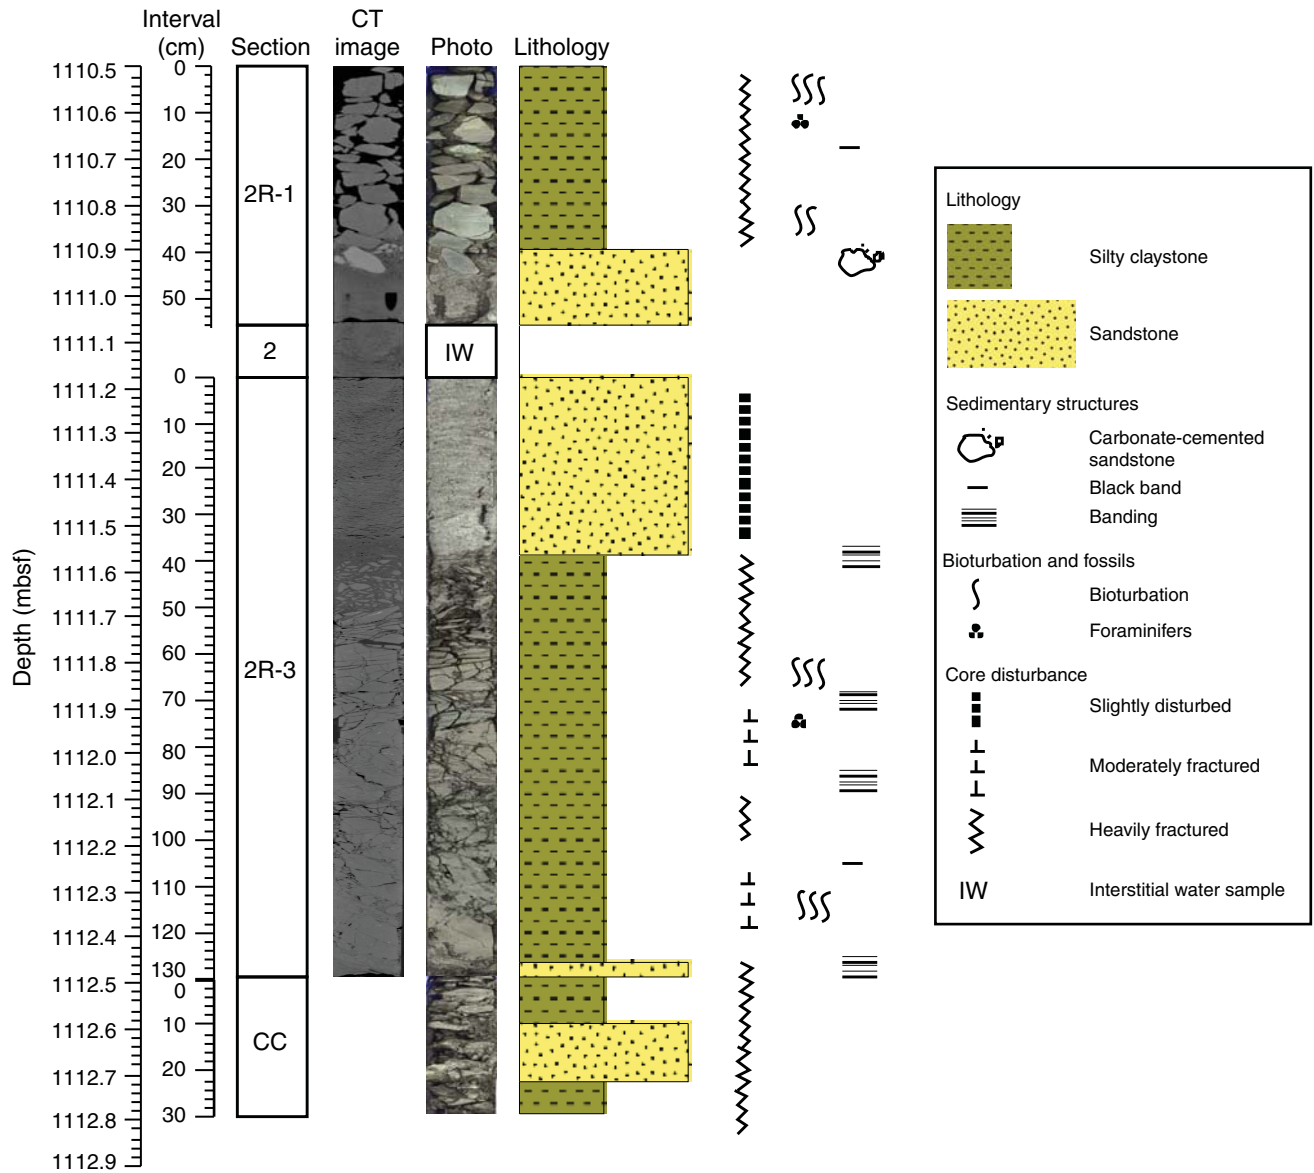 Interval
(cm)
Section
CT
image
Photo
Lithology
Depth (mbsf)
1110.5
1110.6
1110.7
1110.8
1110.9
1111.0
1111.1
1111.2
1111.3
1111.4
1111.5
1111.6
1111.7
1111.8
1111.9
1112.0
1112.1
1112.2
1112.3
1112.4
1112.5
1112.6
1112.7
1112.8
1112.9
0
10
20
30
40
50
0
10
20
30
40
50
60
70
80
90
100
110
120
130
0
10
20
30
2R-1
2
2R-3
CC
IW
Lithology
Silty claystone
Sandstone
Sedimentary structures
Carbonate-cemented
sandstone
Black band
Banding
Bioturbation and fossils
Bioturbation
Foraminifers
Core disturbance
Slightly disturbed
Moderately fractured
Heavily fractured
IW Interstitial water sample